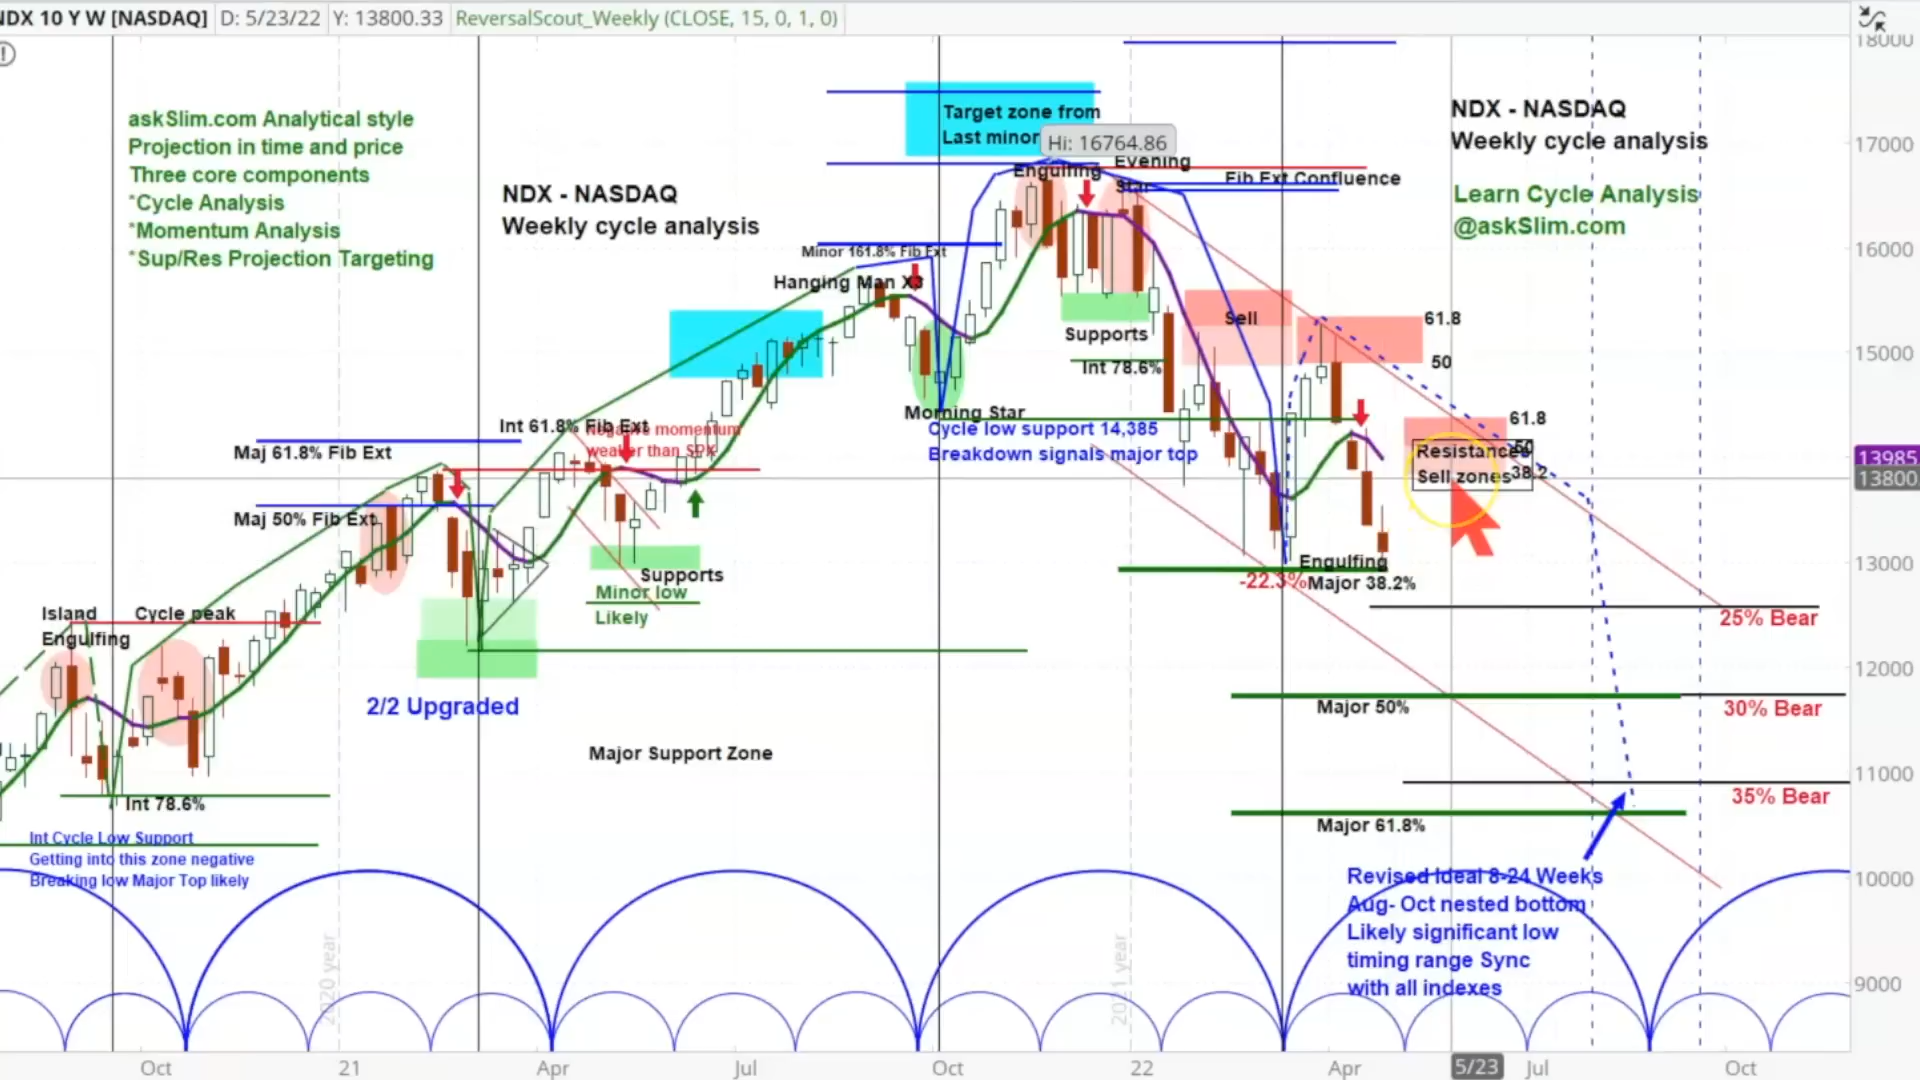 NDX 10 Y W [NASDAQ]
D: 5/23/22
Y: 13800.33
ReversalScout_Weekly (CLOSE, 15, 0, 1, 0)
askSlim.com Analytical style
Projection in time and price
Three core components
*Cycle Analysis
*Momentum Analysis
*Sup/Res Projection Targeting
NDX - NASDAQ
Weekly cycle analysis
Target zone from
Last minor
Hi: 16764.86
Engulfing
Evening
Star
Fib Ext Confluence
NDX - NASDAQ
Weekly cycle analysis
Learn Cycle Analysis
@askSlim.com
Minor 161.8% Fib Ext
Hanging Man X3
Sell
61.8
50
Supports
Int 78.6%
Morning Star
Cycle low support 14,385
Breakdown signals major top
61.8
50
38.2
Resistances
Sell zones
Int 61.8% Fib Ext
Negative momentum
weaker than SPX
Maj 61.8% Fib Ext
Maj 50% Fib Ext
Supports
Minor low
Likely
Engulfing
-22.3%
Major 38.2%
Island
Engulfing
Cycle peak
25% Bear
2/2 Upgraded
Major 50%
30% Bear
Major Support Zone
35% Bear
Int 78.6%
Major 61.8%
Int Cycle Low Support
Getting into this zone negative
Breaking low Major Top likely
Revised Ideal 8-24 Weeks
Aug- Oct nested bottom
Likely significant low
timing range Sync
with all indexes
2020 year
2021 year
18000
17000
16000
15000
13985
13800
13000
12000
11000
10000
9000
Oct
21
Apr
Jul
Oct
22
Apr
5/23
Jul
Oct